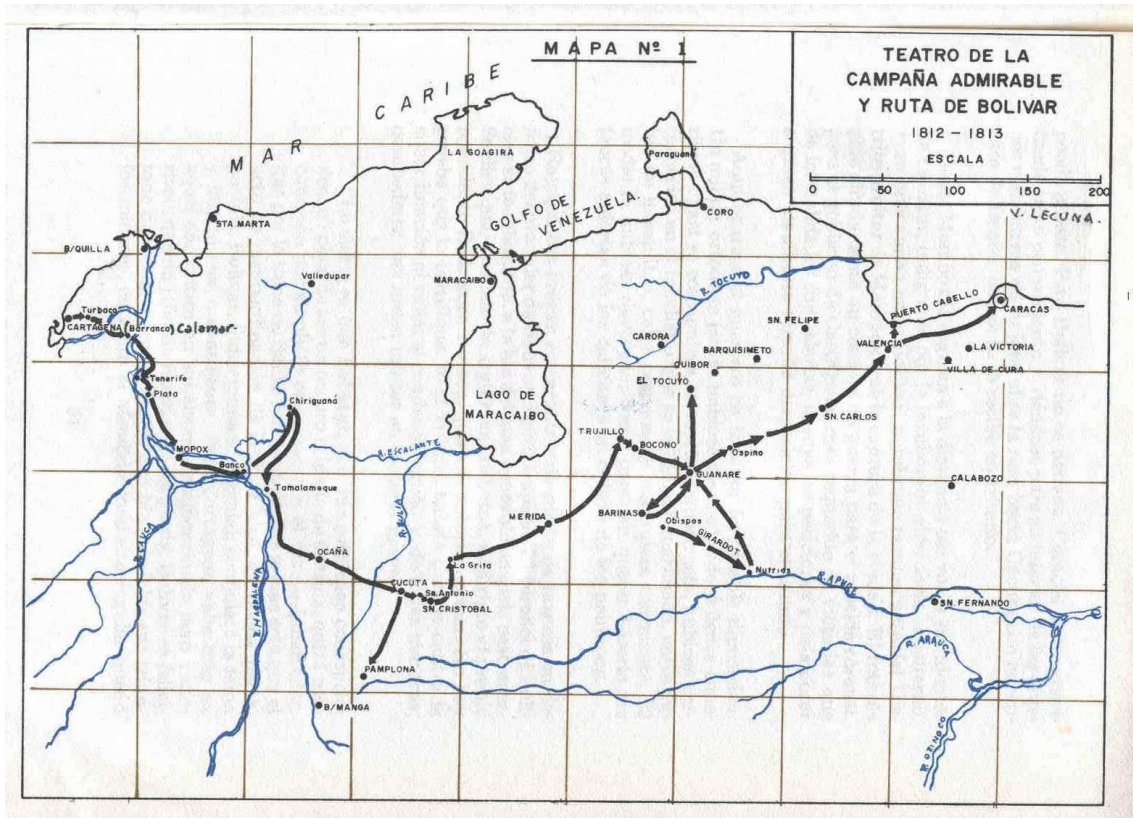 MAPA Nº 1
TEATRO DE LA
CAMPAÑA ADMIRABLE
Y RUTA DE BOLIVAR
1812 - 1813
ESCALA
0 50 100 200
V. LECUNA.
MAR CARIBE
LA GOAGIRA
Paraguaná
GOLFO DE
VENEZUELA.
CORO
STA. MARTA
B/QUILLA
MARACAIBO
Valledupar
R. TOCUYO
PUERTO CABELLO
CARACAS
Turbaco
CARTAGENA (Barranco) Calamar
SN. FELIPE
VALENCIA
LA VICTORIA
CARORA
BARQUISIMETO
VILLA DE CURA
QUIBOR
Tenerife
Plata
EL TOCUYO
Chiriguaná
LAGO DE
MARACAIBO
SN. CARLOS
TRUJILLO
BOCONO
Ospino
MOPOX
R. ESCALANTE
Banco
GUANARE
Tamalameque
CALABOZO
R. ZULIA
BARINAS
MERIDA
Obispos
GIRARDOT
R. MAGDALENA
OCAÑA
La Grita
Nutrias
R. APURE
CUCUTA
Sn. Antonio
SN. CRISTOBAL
SN. FERNANDO
R. ARAUCA
PAMPLONA
B/MANGA
R. ORINOCO